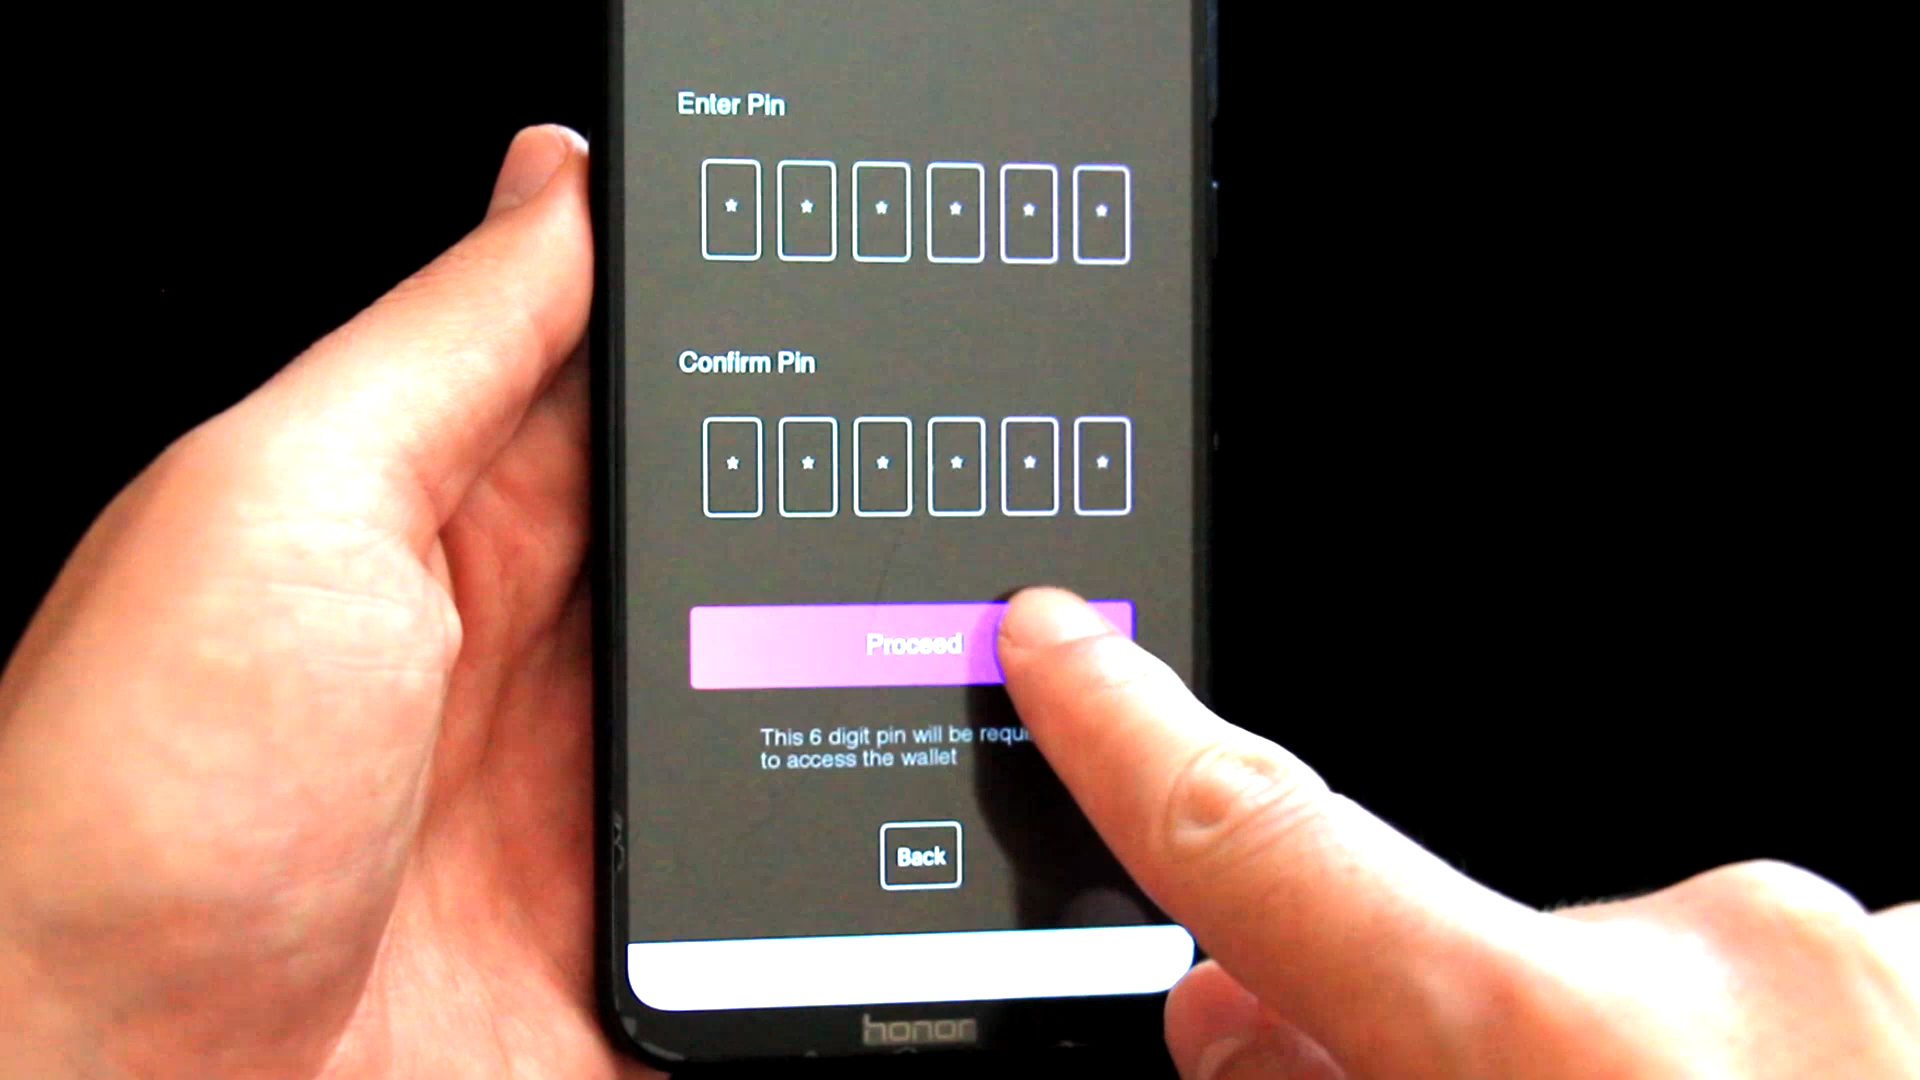 Enter Pin
* * * * * *
Confirm Pin
* * * * * *
Proceed
This 6 digit pin will be
to access the wallet
Back
honor